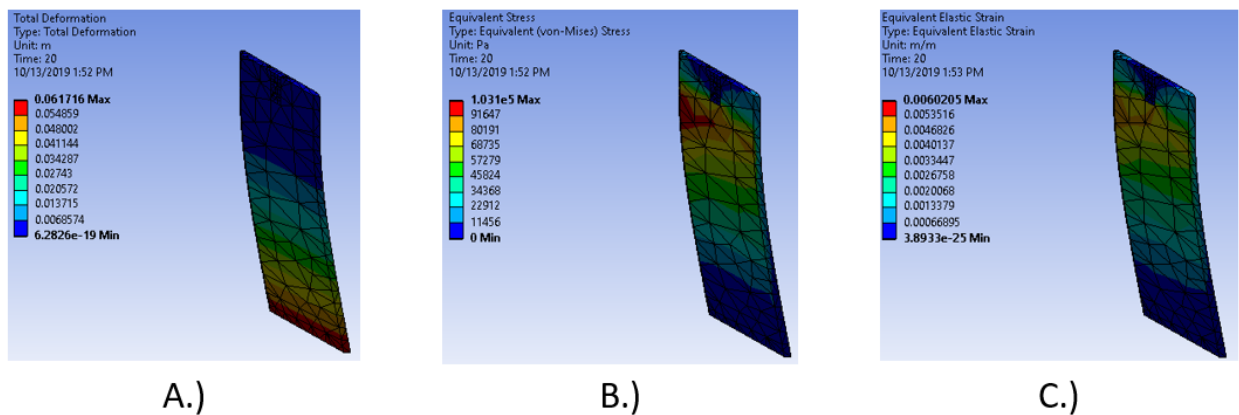 Total Deformation
Type: Total Deformation
Unit: m
Time: 20
10/13/2019 1:52 PM
0.061716 Max
0.054859
0.048002
0.041144
0.034287
0.02743
0.020572
0.013715
0.0068574
6.2826e-19 Min
Equivalent Stress
Type: Equivalent (von-Mises) Stress
Unit: Pa
Time: 20
10/13/2019 1:52 PM
1.031e5 Max
91647
80191
68735
57279
45824
34368
22912
11456
0 Min
Equivalent Elastic Strain
Type: Equivalent Elastic Strain
Unit: m/m
Time: 20
10/13/2019 1:53 PM
0.0060205 Max
0.0053516
0.0046826
0.0040137
0.0033447
0.0026758
0.0020068
0.0013379
0.00066895
3.8933e-25 Min
A.)
B.)
C.)